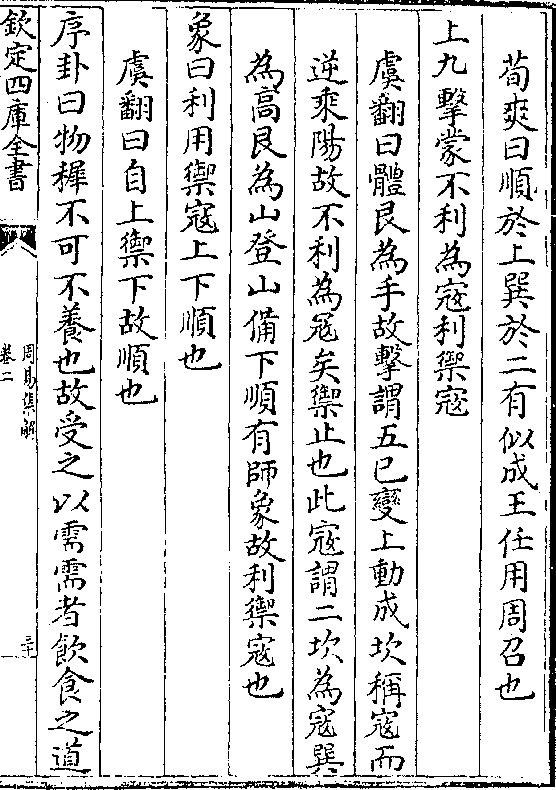 荀爽曰順於上巽於二有似成王任用周召也
上九擊蒙不利為寇利禦寇
虞翻曰體艮為手故擊謂五已變上動成坎稱寇而
逆乘陽故不利為寇矣禦止也此寇謂二坎為寇巽
為高艮為山登山備下順有師象故利禦寇也
象曰利用禦寇上下順也
虞翻曰自上禦下故順也
序卦曰物穉不可不養也故受之以需需者飲食之道
欽定四庫全書
周易集解
卷二
三十